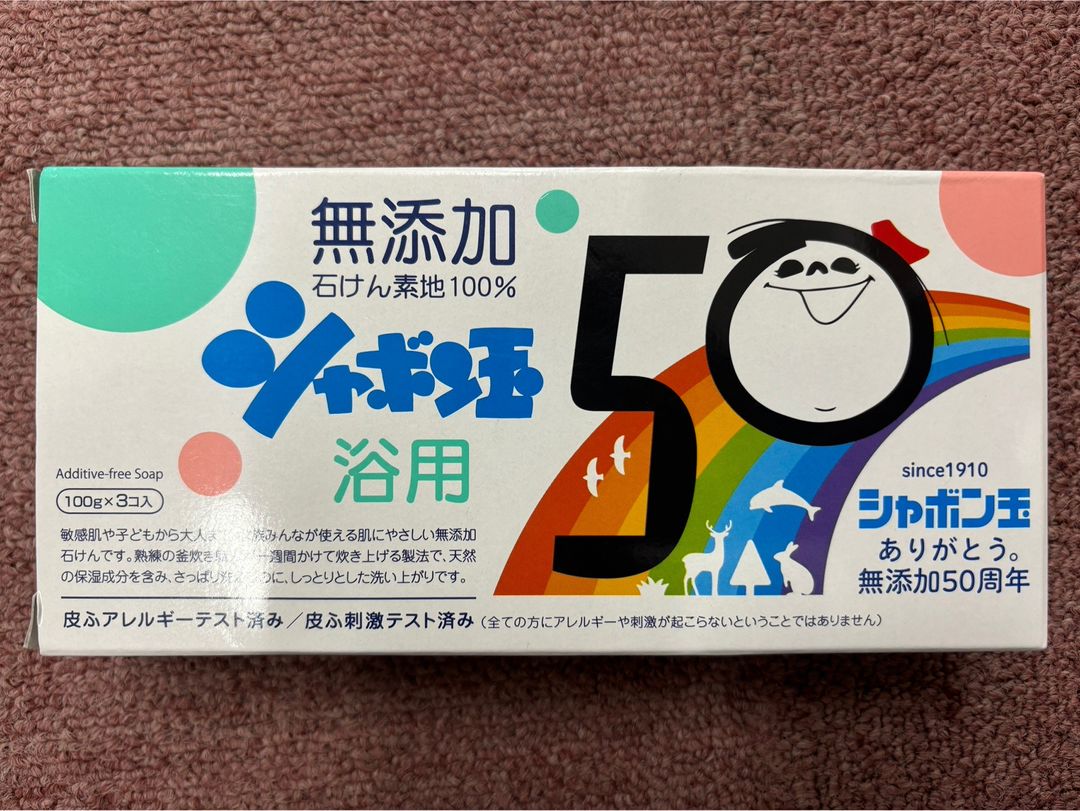 無添加
石けん素地100%
シャボン玉
浴用
50
Additive-free Soap
100g×3コ入
敏感肌や子どもから大人 みんなが使える肌にやさしい無添加
石けんです。熟練の釜炊き 一週間かけて炊き上げる製法で、天然
の保湿成分を含み、さっぱり に、しっとりとした洗い上がりです。
皮ふアレルギーテスト済み/皮ふ刺激テスト済み(全ての方にアレルギーや刺激が起こらないということではありません)
since1910
シャボン玉
ありがとう。
無添加50周年